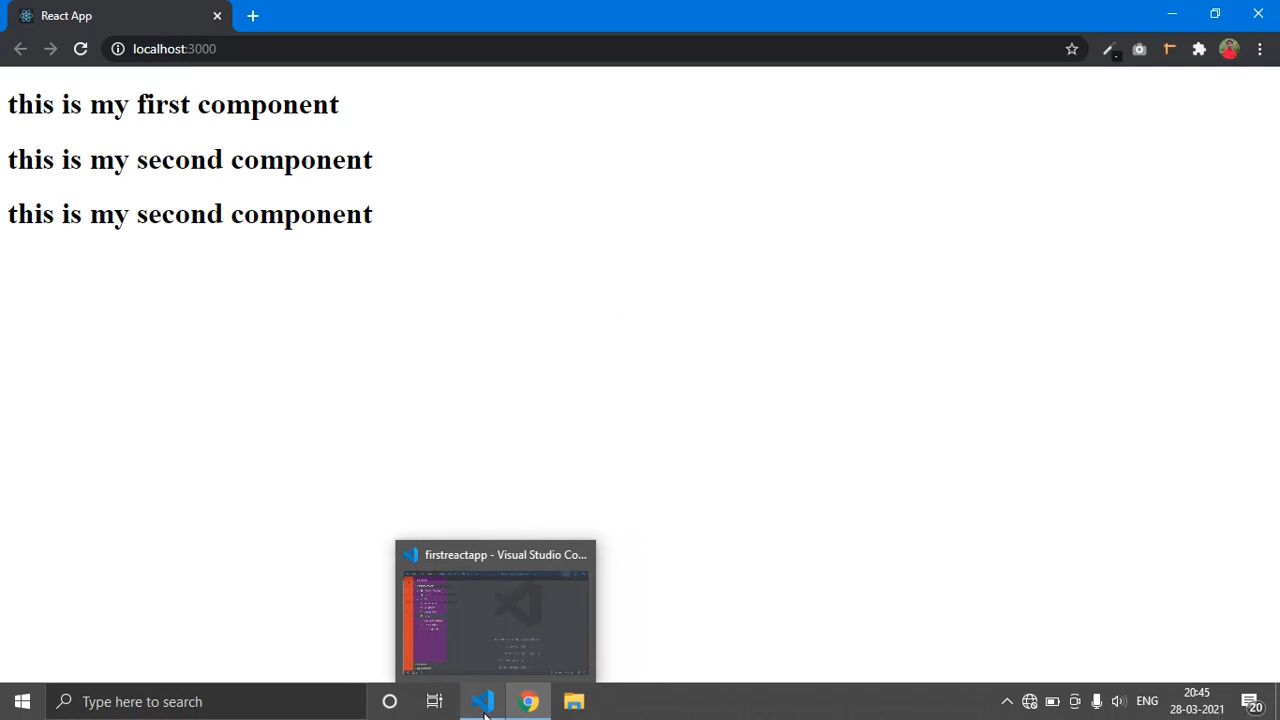 React App
localhost:3000
this is my first component
this is my second component
this is my second component
firstreactapp - Visual Studio Co...
Type here to search
ENG
20:45
28-03-2021
20